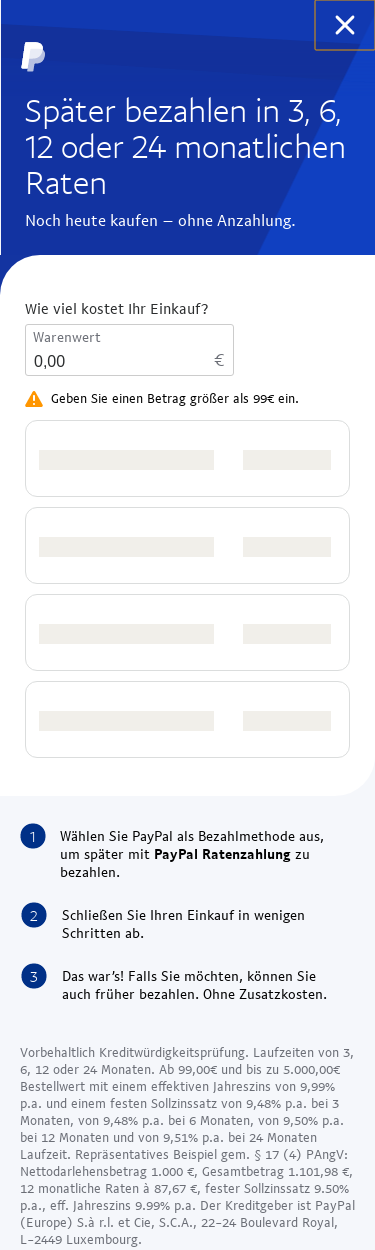 Später bezahlen in 3, 6,
12 oder 24 monatlichen
Raten
Noch heute kaufen – ohne Anzahlung.
Wie viel kostet Ihr Einkauf?
Warenwert
0,00 €
Geben Sie einen Betrag größer als 99€ ein.
1 Wählen Sie PayPal als Bezahlmethode aus,
um später mit PayPal Ratenzahlung zu
bezahlen.
2 Schließen Sie Ihren Einkauf in wenigen
Schritten ab.
3 Das war's! Falls Sie möchten, können Sie
auch früher bezahlen. Ohne Zusatzkosten.
Vorbehaltlich Kreditwürdigkeitsprüfung. Laufzeiten von 3,
6, 12 oder 24 Monaten. Ab 99,00€ und bis zu 5.000,00€
Bestellwert mit einem effektiven Jahreszins von 9,99%
p.a. und einem festen Sollzinssatz von 9,48% p.a. bei 3
Monaten, von 9,48% p.a. bei 6 Monaten, von 9,50% p.a.
bei 12 Monaten und von 9,51% p.a. bei 24 Monaten
Laufzeit. Repräsentatives Beispiel gem. § 17 (4) PAngV:
Nettodarlehensbetrag 1.000 €, Gesamtbetrag 1.101,98 €,
12 monatliche Raten à 87,67 €, fester Sollzinssatz 9.50%
p.a., eff. Jahreszins 9.99% p.a. Der Kreditgeber ist PayPal
(Europe) S.à r.l. et Cie, S.C.A., 22-24 Boulevard Royal,
L-2449 Luxembourg.